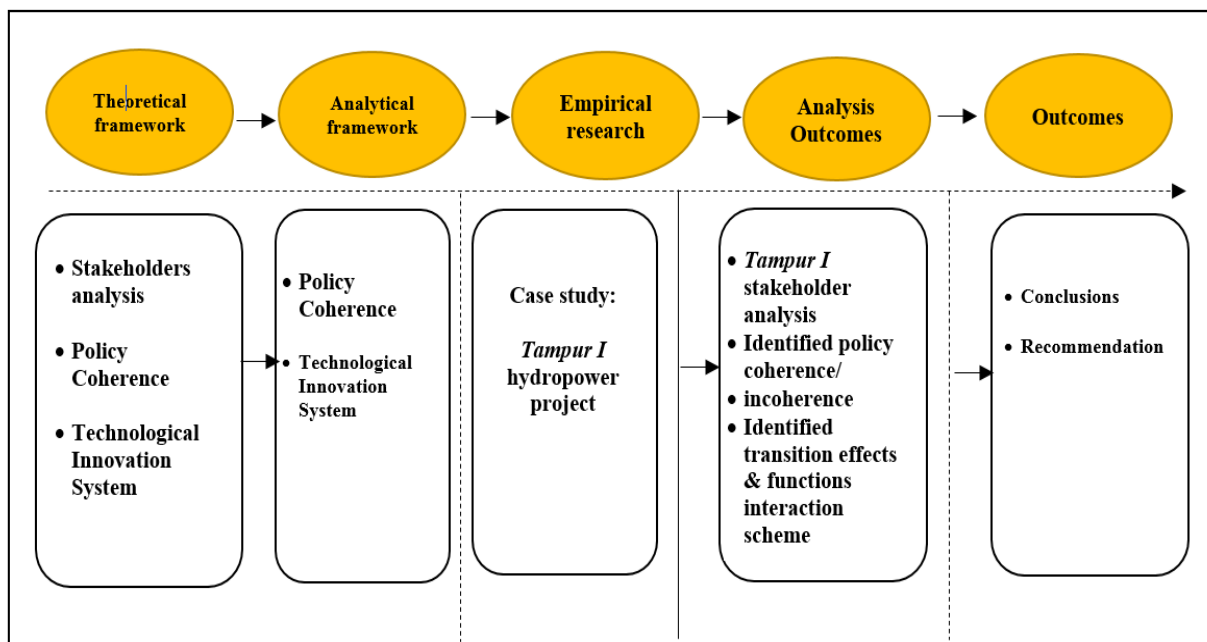 Theoretical
framework
Analytical
framework
Empirical
research
Analysis
Outcomes
Outcomes
• Stakeholders
analysis
• Policy
Coherence
• Technological
Innovation
System
• Policy
Coherence
• Technological
Innovation
System
Case study:
Tampur I
hydropower
project
• Tampur I
stakeholder
analysis
• Identified policy
coherence/
• incoherence
• Identified
transition effects
& functions
interaction
scheme
• Conclusions
• Recommendation